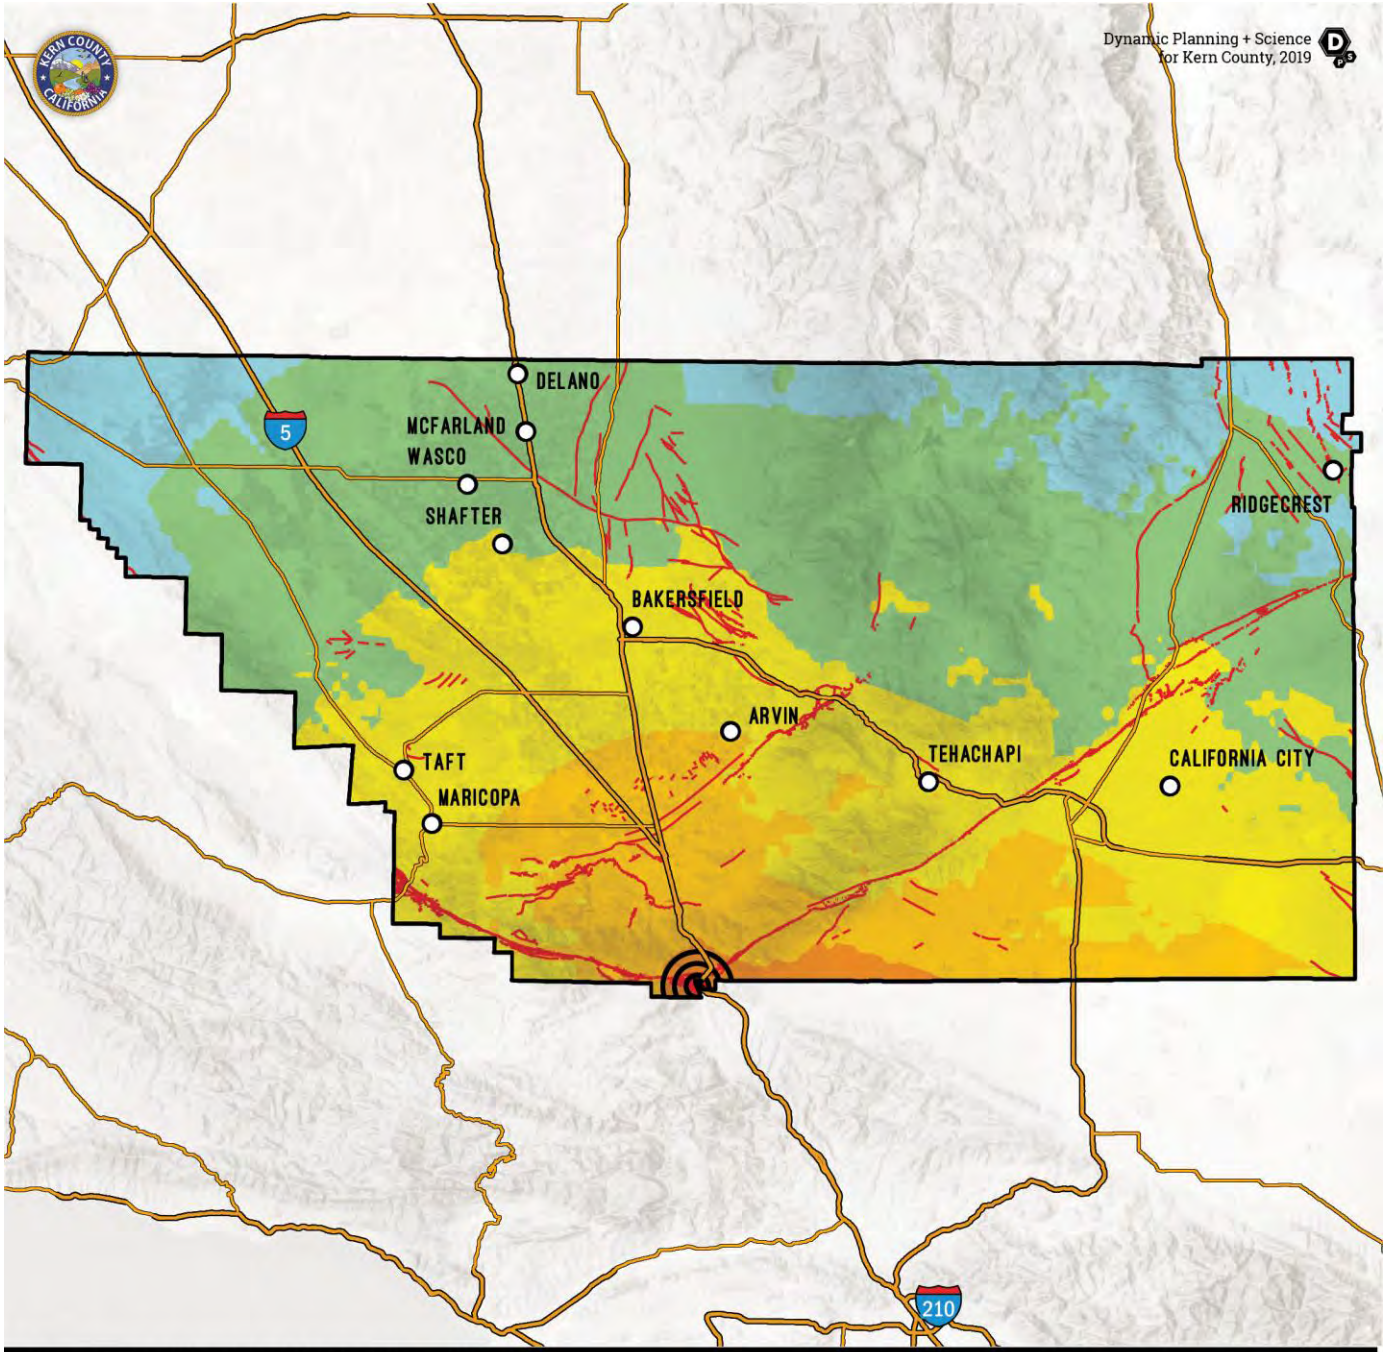 KERN COUNTY
CALIFORNIA
Dynamic Planning + Science
for Kern County, 2019
D
P
S
DELANO
5
MCFARLAND
WASCO
RIDGECREST
SHAFTER
BAKERSFIELD
ARVIN
TEHACHAPI
CALIFORNIA CITY
TAFT
MARICOPA
210